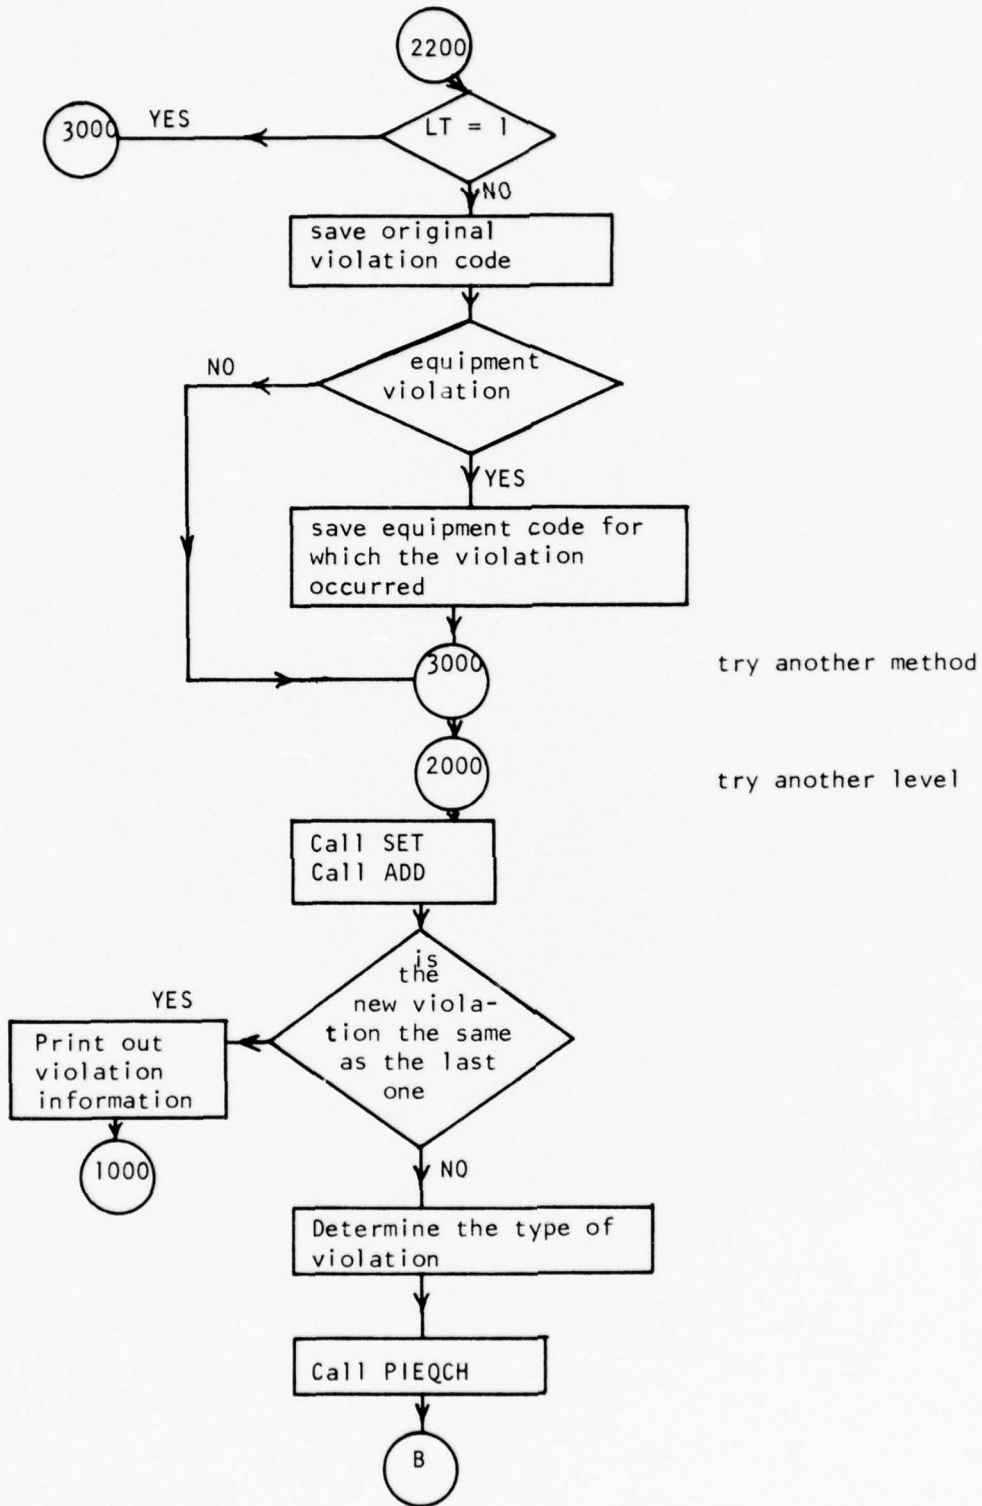 2200
LT = 1
YES
3000
NO
save original
violation code
equipment
violation
NO
YES
save equipment code for
which the violation
occurred
3000
try another method
2000
try another level
Call SET
Call ADD
is
the
new viola-
tion the same
as the last
one
YES
Print out
violation
information
1000
NO
Determine the type of
violation
Call PIEQCH
B